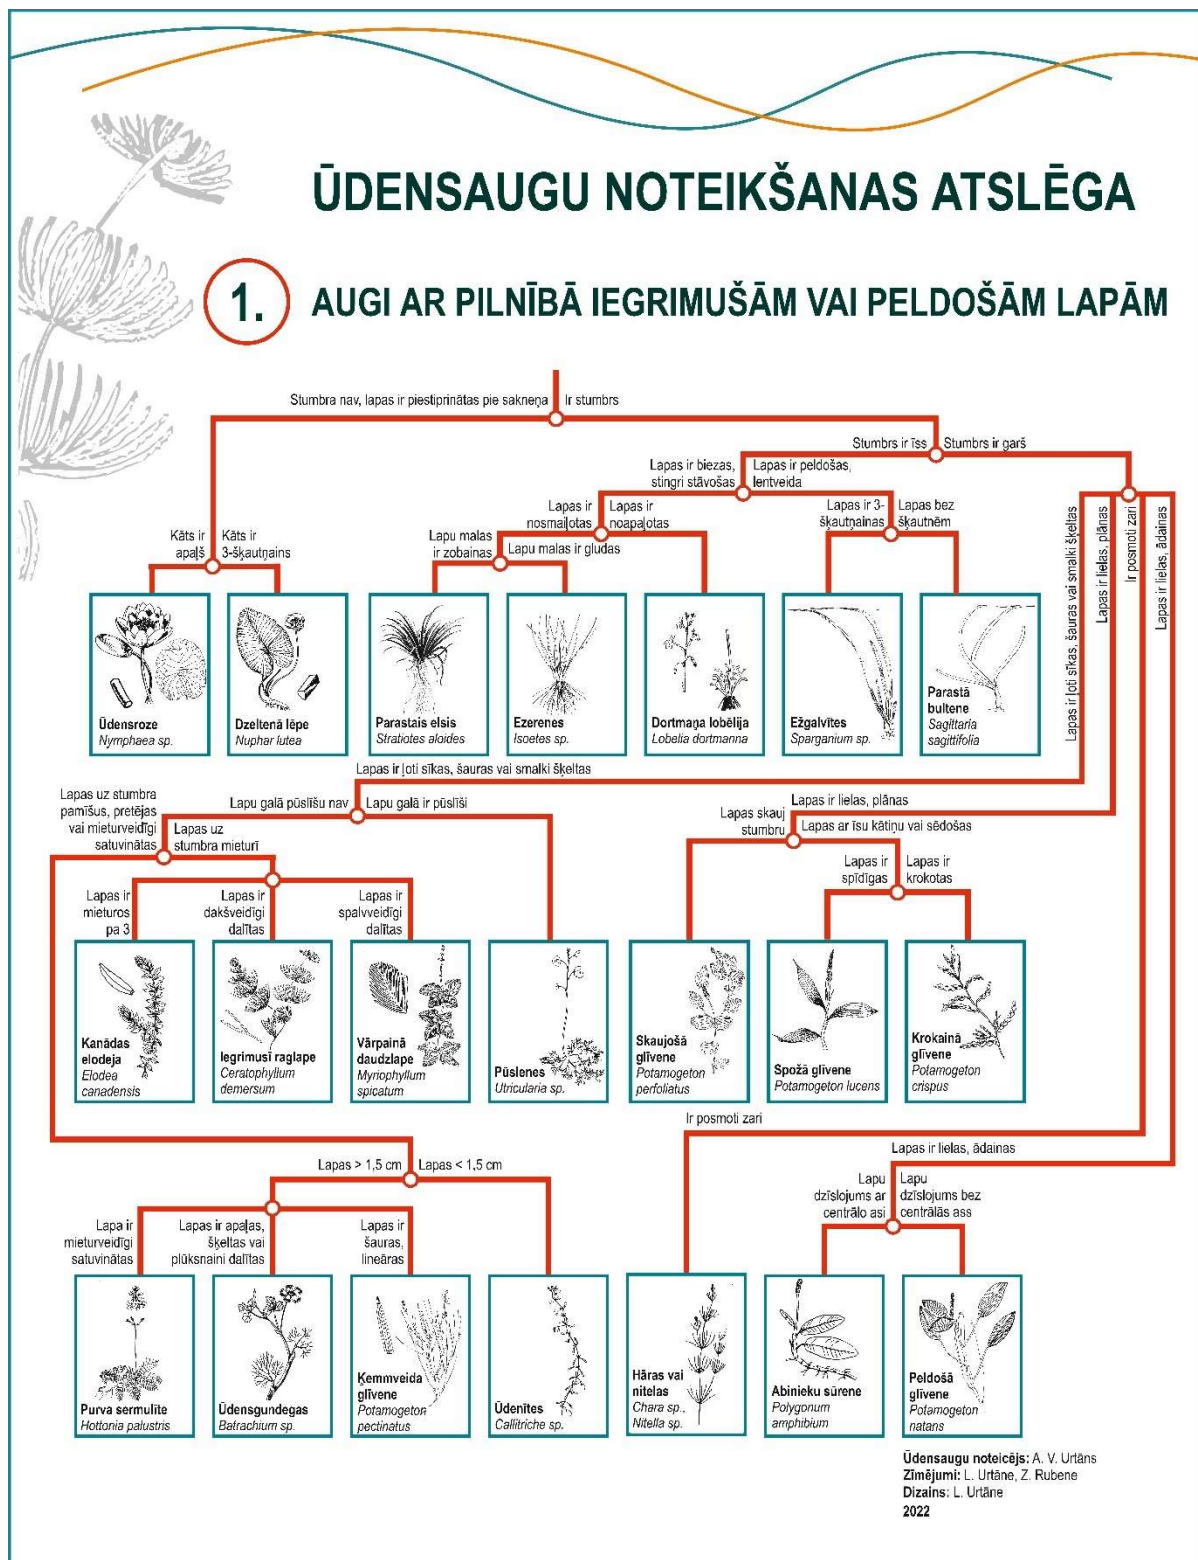 ŪDENSAUGU NOTEIKŠANAS ATSLĒGA
1.
AUGI AR PILNĪBĀ IEGRIMUŠĀM VAI PELDOŠĀM LAPĀM
Stumbra nav, lapas ir piestiprinātas pie sakneņa
Ir stumbrs
Stumbrs ir īss
Stumbrs ir garš
Lapas ir biezas,
stingri stāvošas
Lapas ir peldošas,
lentveida
Lapas ir
nosmaiļotas
Lapas ir
noapaļotas
Lapas ir 3-
šķautņainas
Lapas bez
šķautnēm
Kāts ir
apaļš
Kāts ir
3-šķautņains
Lapu malas
ir zobainas
Lapu malas ir gludas
Lapas ir ļoti sīkas, šauras vai smalki šķeltas
Lapas ir lielas, plānas
Ir posmoti zari
Lapas ir lielas, ādainas
Ūdensroze
Nymphaea sp.
Dzeltenā lēpe
Nuphar lutea
Parastais elsis
Stratiotes aloides
Ezerenes
Isoetes sp.
Dortmaņa lobēlija
Lobelia dortmanna
Ežgalvītes
Sparganium sp.
Parastā
bultene
Sagittaria
sagittifolia
Lapas ir ļoti sīkas, šauras vai smalki šķeltas
Lapas uz stumbra
pamīšus, pretējas
vai mieturveidīgi
satuvinātas
Lapas uz
stumbra mieturī
Lapu galā pūslīšu nav
Lapu galā ir pūslīši
Lapas ir lielas, plānas
Lapas skauj
stumbru
Lapas ar īsu kātiņu vai sēdošas
Lapas ir
spīdīgas
Lapas ir
krokotas
Lapas ir
mieturos
pa 3
Lapas ir
dakšveidīgi
dalītas
Lapas ir
spalvveidīgi
dalītas
Kanādas
elodeja
Elodea
canadensis
Iegrimusī raglape
Ceratophyllum
demersum
Vārpainā
daudzlape
Myriophyllum
spicatum
Pūslenes
Utricularia sp.
Skaujošā
glīvene
Potamogeton
perfoliatus
Spožā glīvene
Potamogeton lucens
Krokainā
glīvene
Potamogeton
crispus
Ir posmoti zari
Lapas ir lielas, ādainas
Lapas > 1,5 cm
Lapas < 1,5 cm
Lapu
dzīslojums ar
centrālo asi
Lapu
dzīslojums bez
centrālās ass
Lapa ir
mieturveidīgi
satuvinātas
Lapas ir apaļas,
šķeltas vai
plūksnaini dalītas
Lapas ir
šauras,
lineāras
Purva sermulīte
Hottonia palustris
Ūdensgundegas
Batrachium sp.
Ķemmveida
glīvene
Potamogeton
pectinatus
Ūdenītes
Callitriche sp.
Hāras vai
nitelas
Chara sp.,
Nitella sp.
Abinieku sūrene
Polygonum
amphibium
Peldošā
glīvene
Potamogeton
natans
Ūdensaugu noteicējs: A. V. Urtāns
Zīmējumi: L. Urtāne, Z. Rubene
Dizains: L. Urtāne
2022